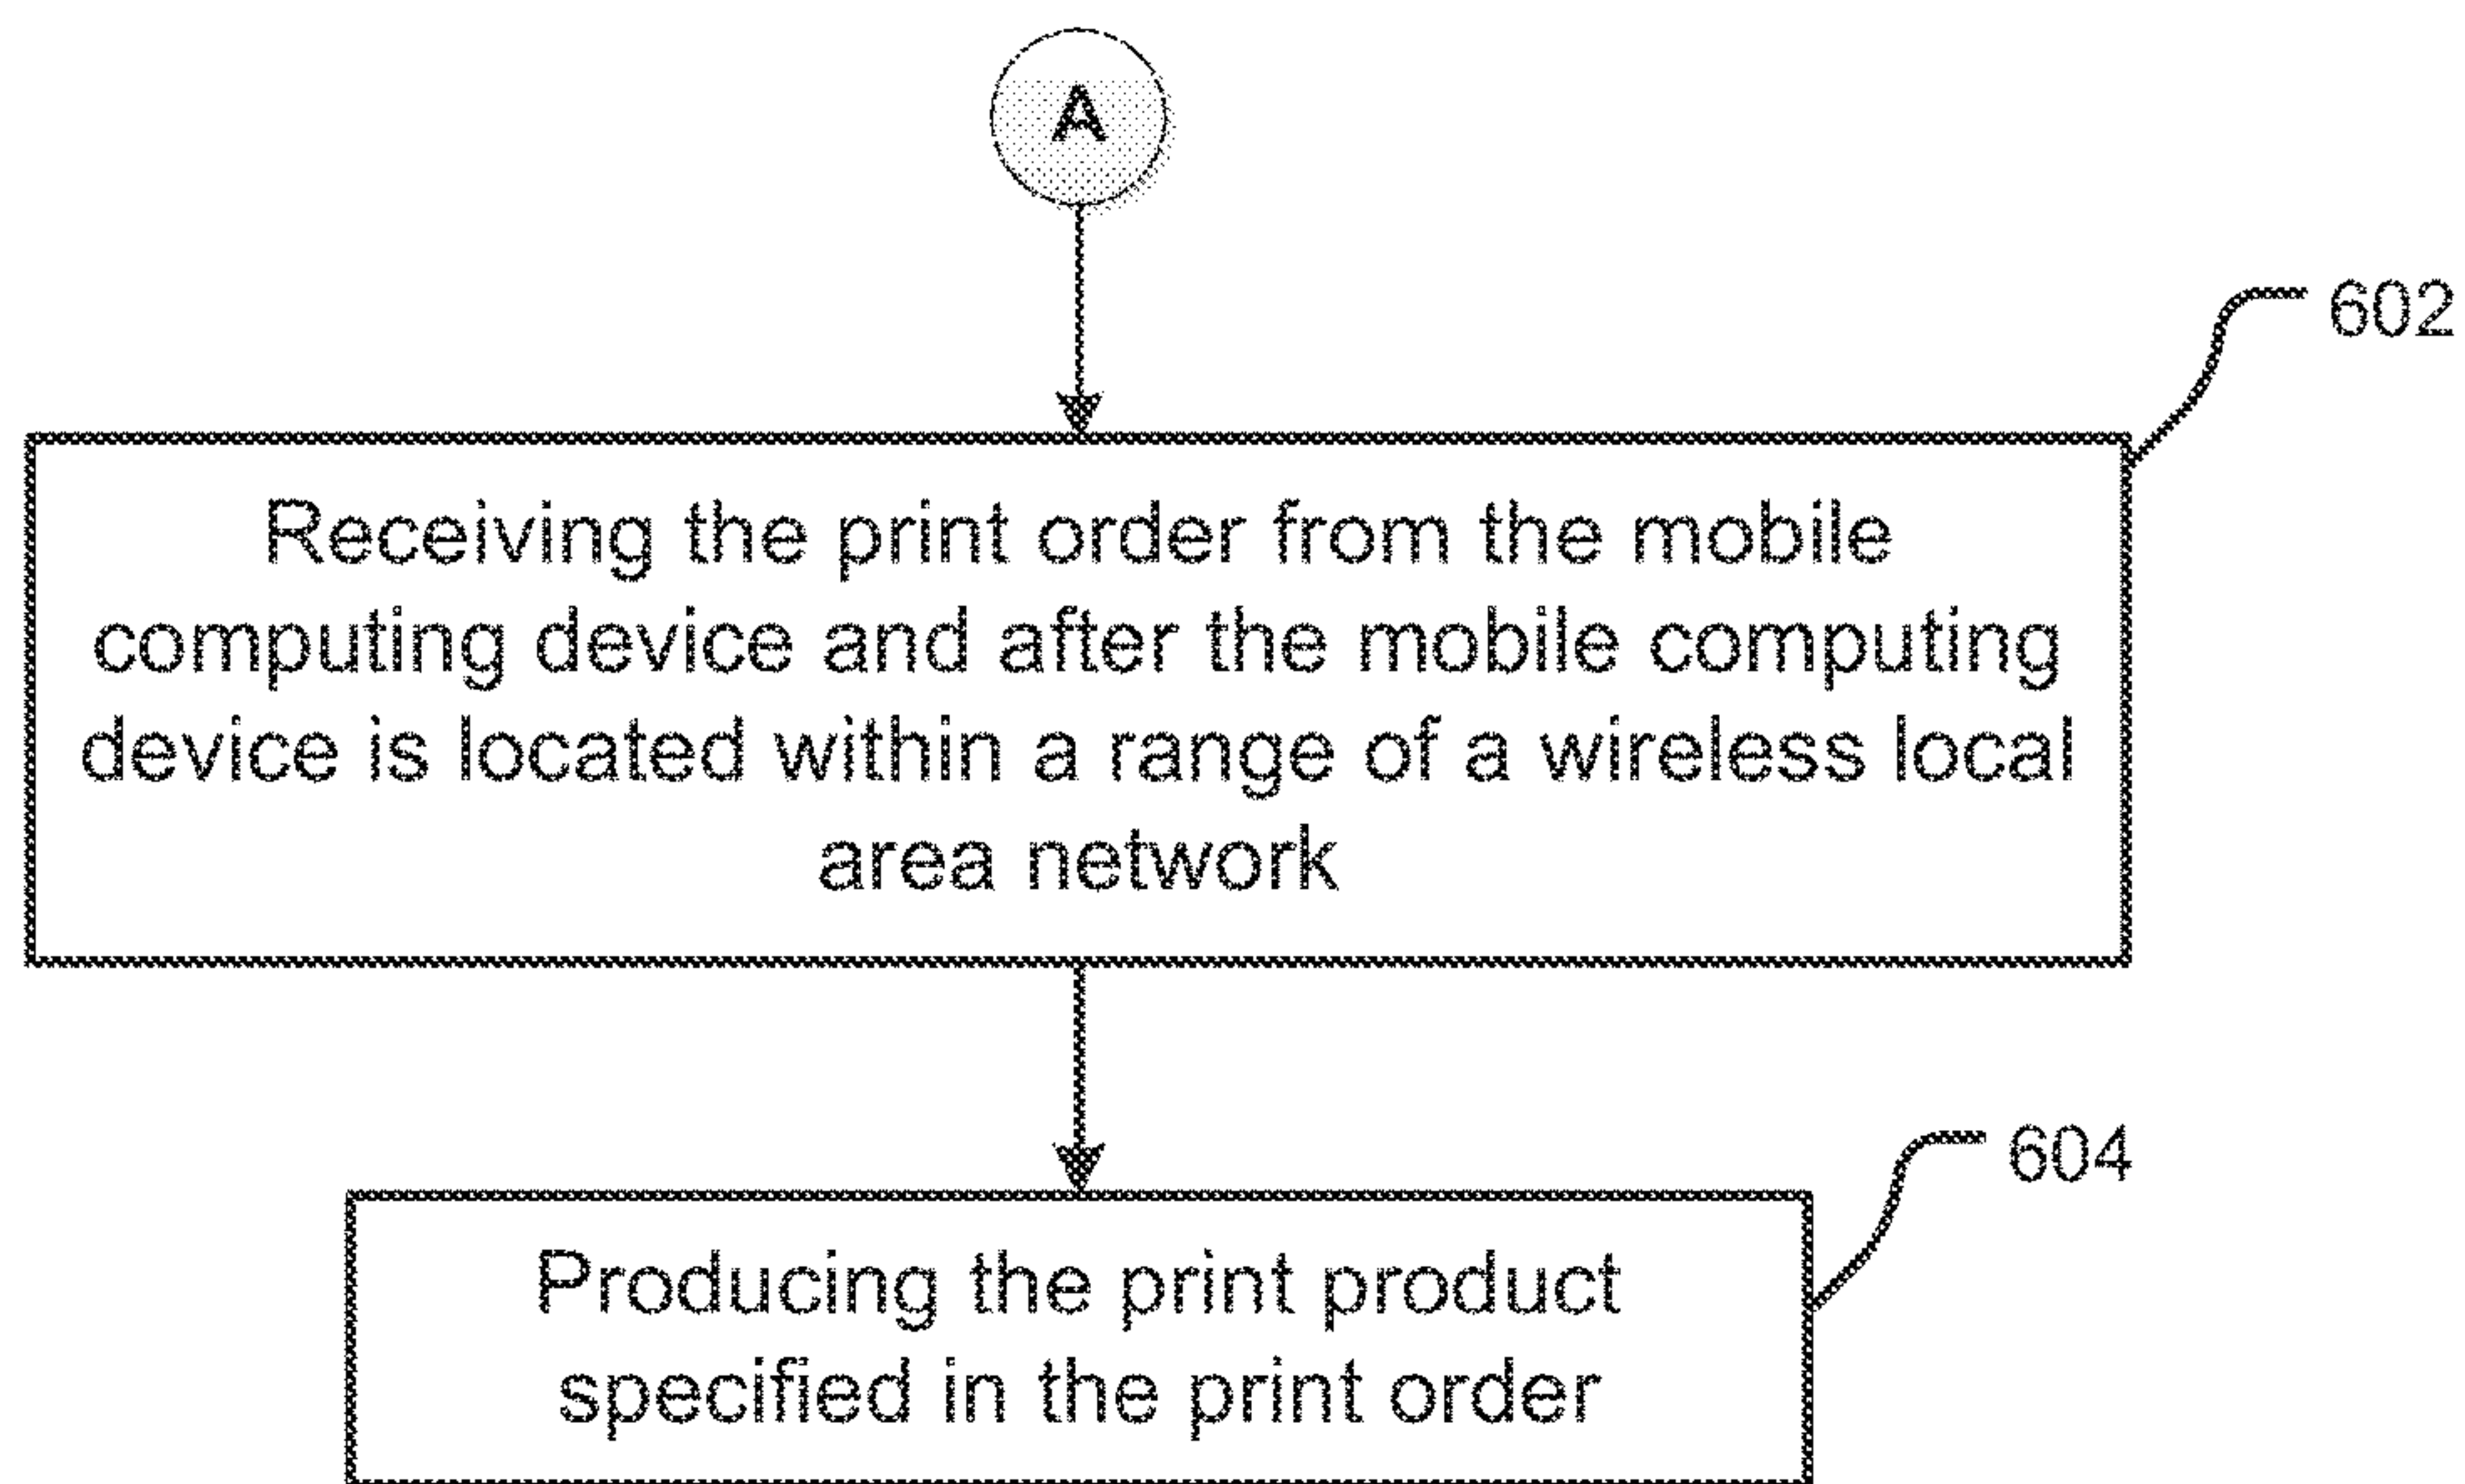 A
602
Receiving the print order from the mobile
computing device and after the mobile computing
device is located within a range of a wireless local
area network
604
Producing the print product
specified in the print order